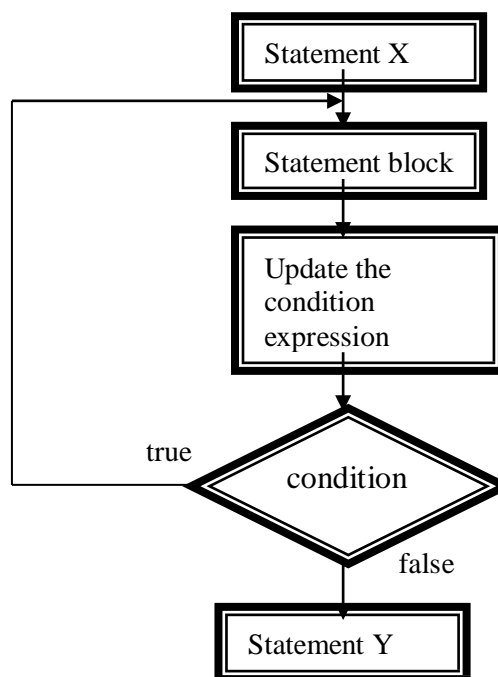 Statement X
Statement block
Update the
condition
expression
true
condition
false
Statement Y